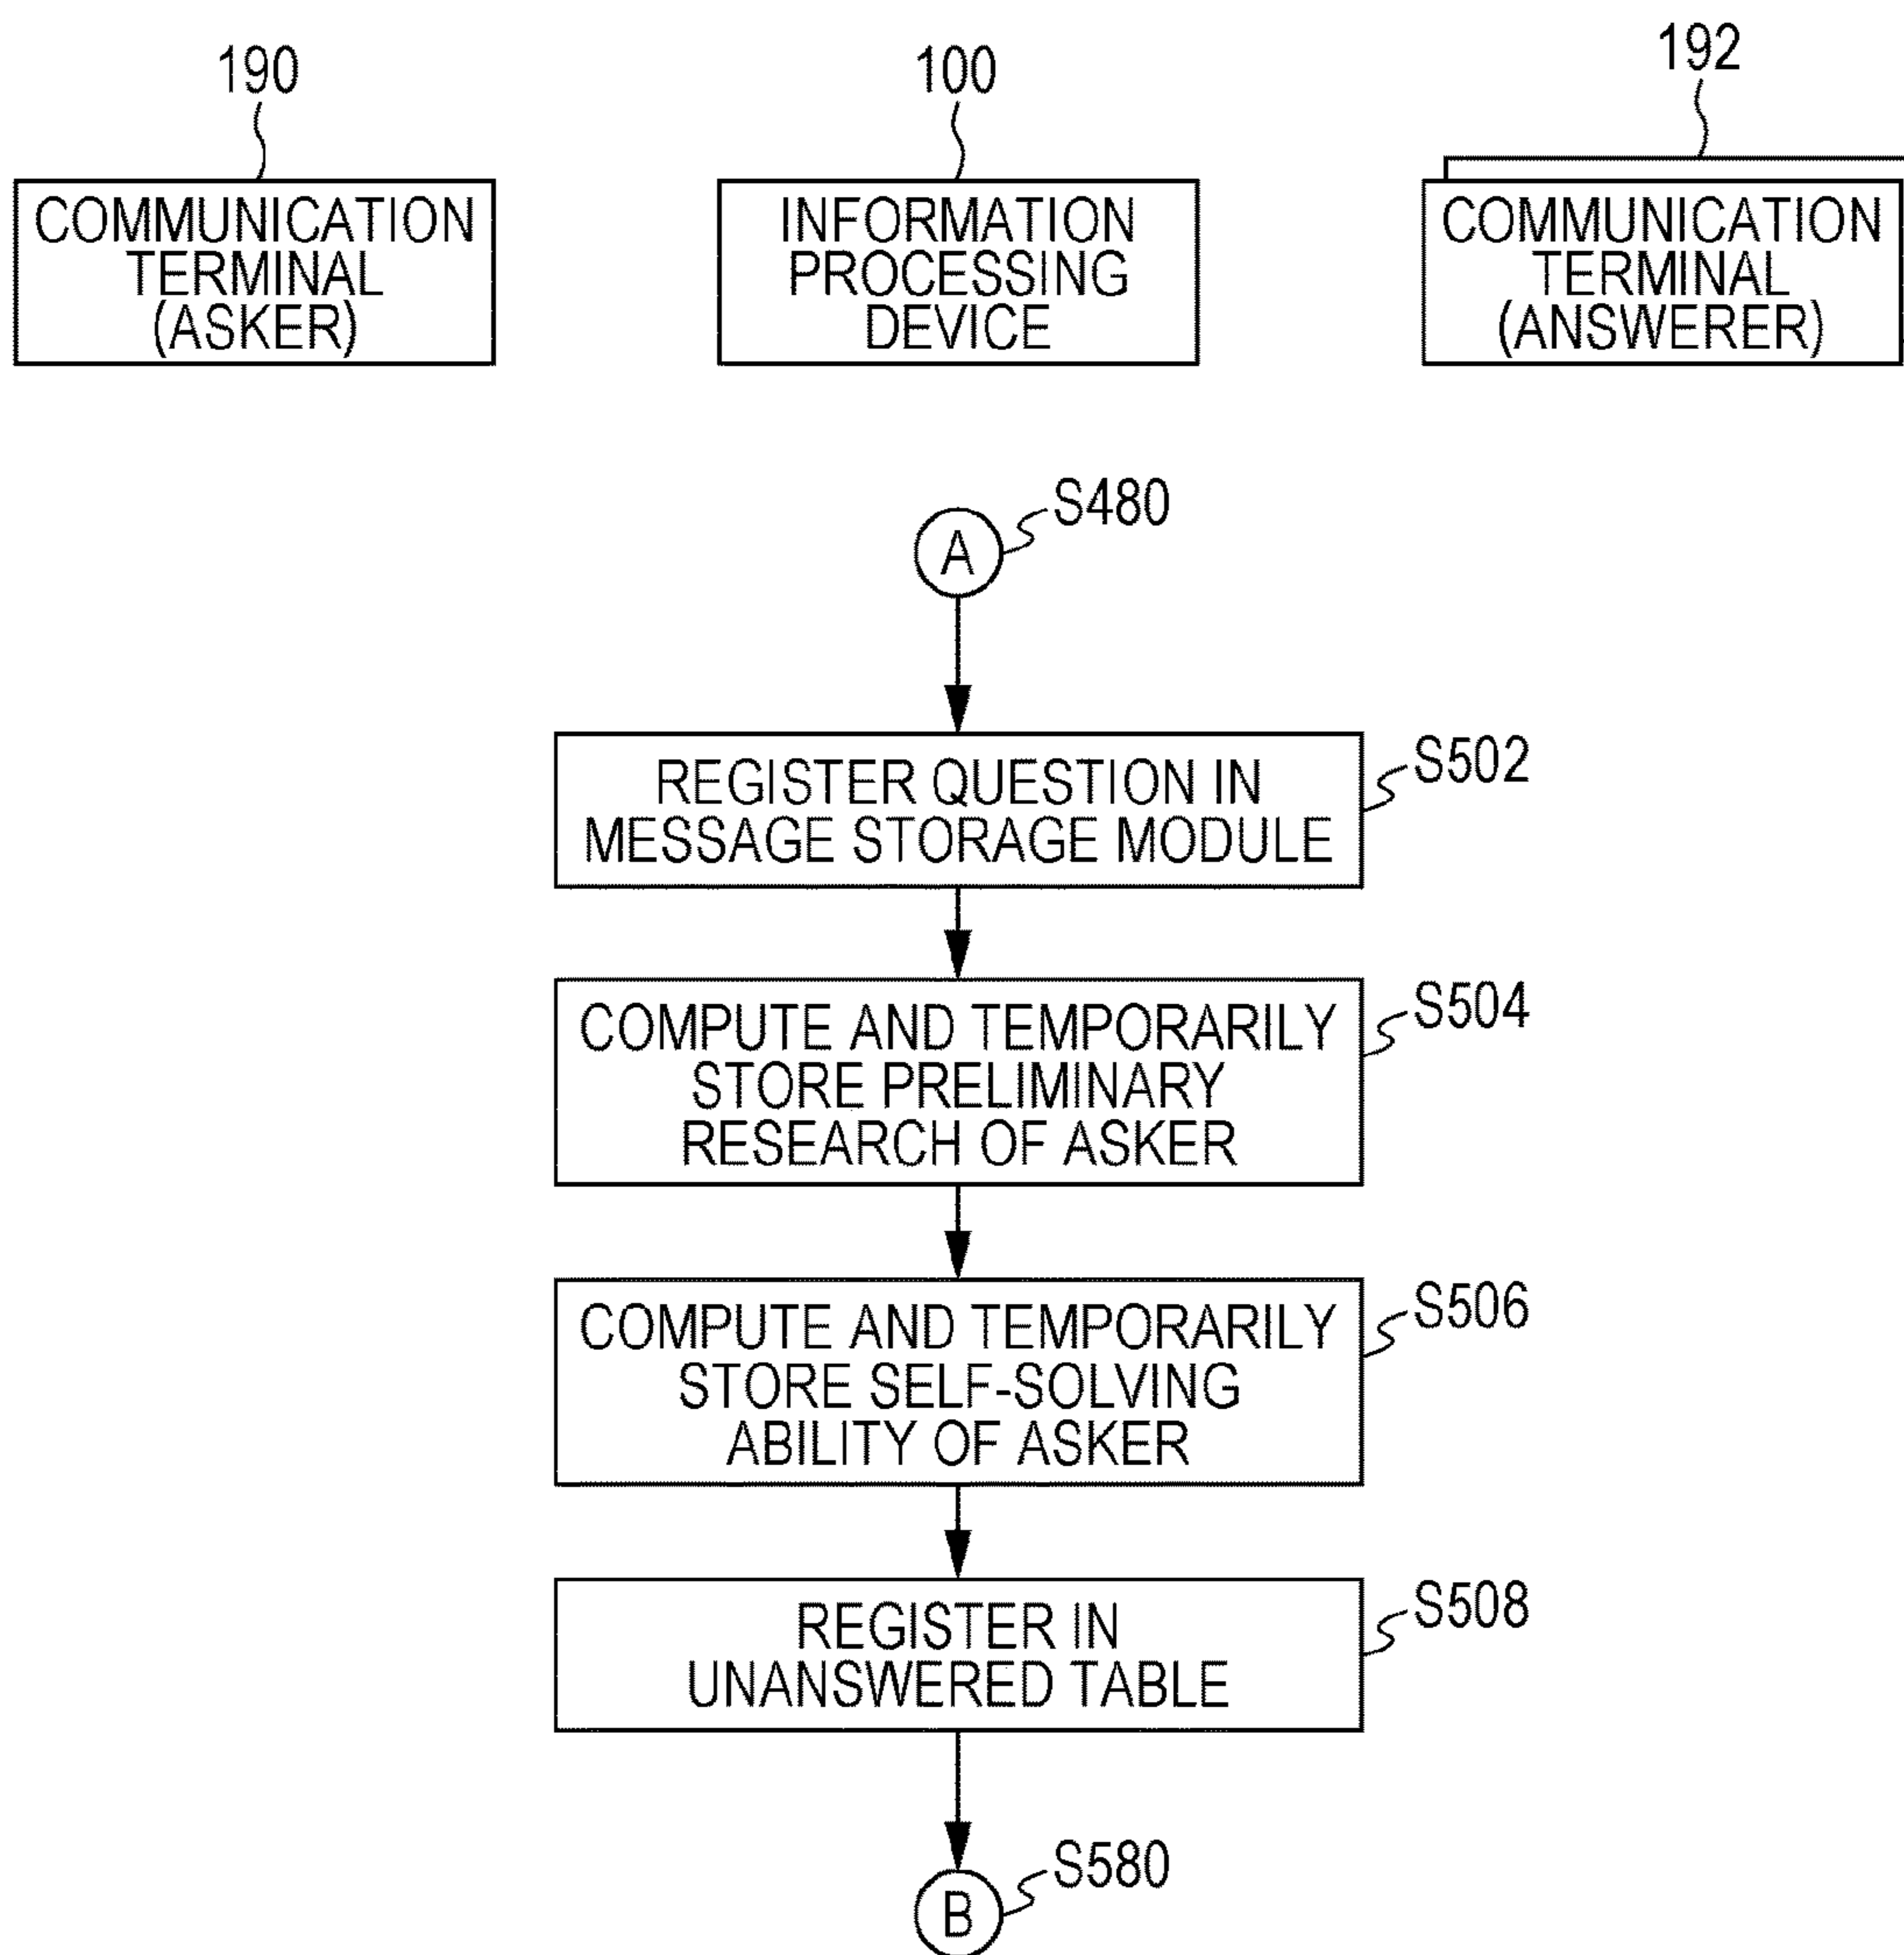 190
100
192
COMMUNICATION
TERMINAL
(ASKER)
INFORMATION
PROCESSING
DEVICE
COMMUNICATION
TERMINAL
(ANSWERER)
A
S480
REGISTER QUESTION IN
MESSAGE STORAGE MODULE
S502
COMPUTE AND TEMPORARILY
STORE PRELIMINARY
RESEARCH OF ASKER
S504
COMPUTE AND TEMPORARILY
STORE SELF-SOLVING
ABILITY OF ASKER
S506
REGISTER IN
UNANSWERED TABLE
S508
B
S580